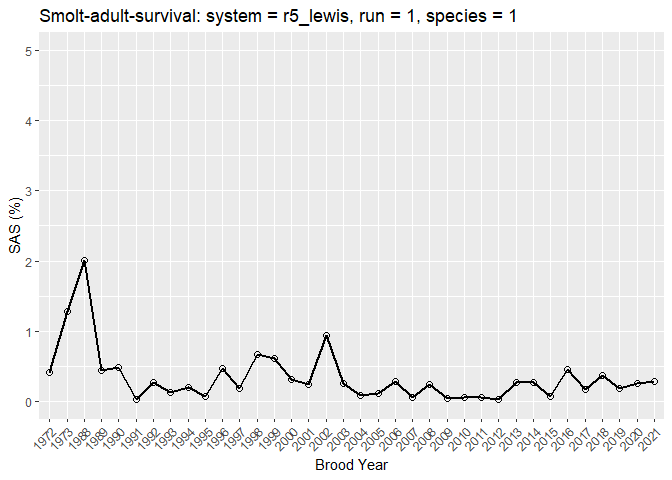 Smolt-adult-survival: system = r5_lewis, run = 1, species = 1
5
4
3
2
1
0
SAS (%)
1972 1973 1988 1989 1990 1991 1992 1993 1994 1995 1996 1997 1998 1999 2000 2001 2002 2003 2004 2005 2006 2007 2008 2009 2010 2011 2012 2013 2014 2015 2016 2017 2018 2019 2020 2021
Brood Year